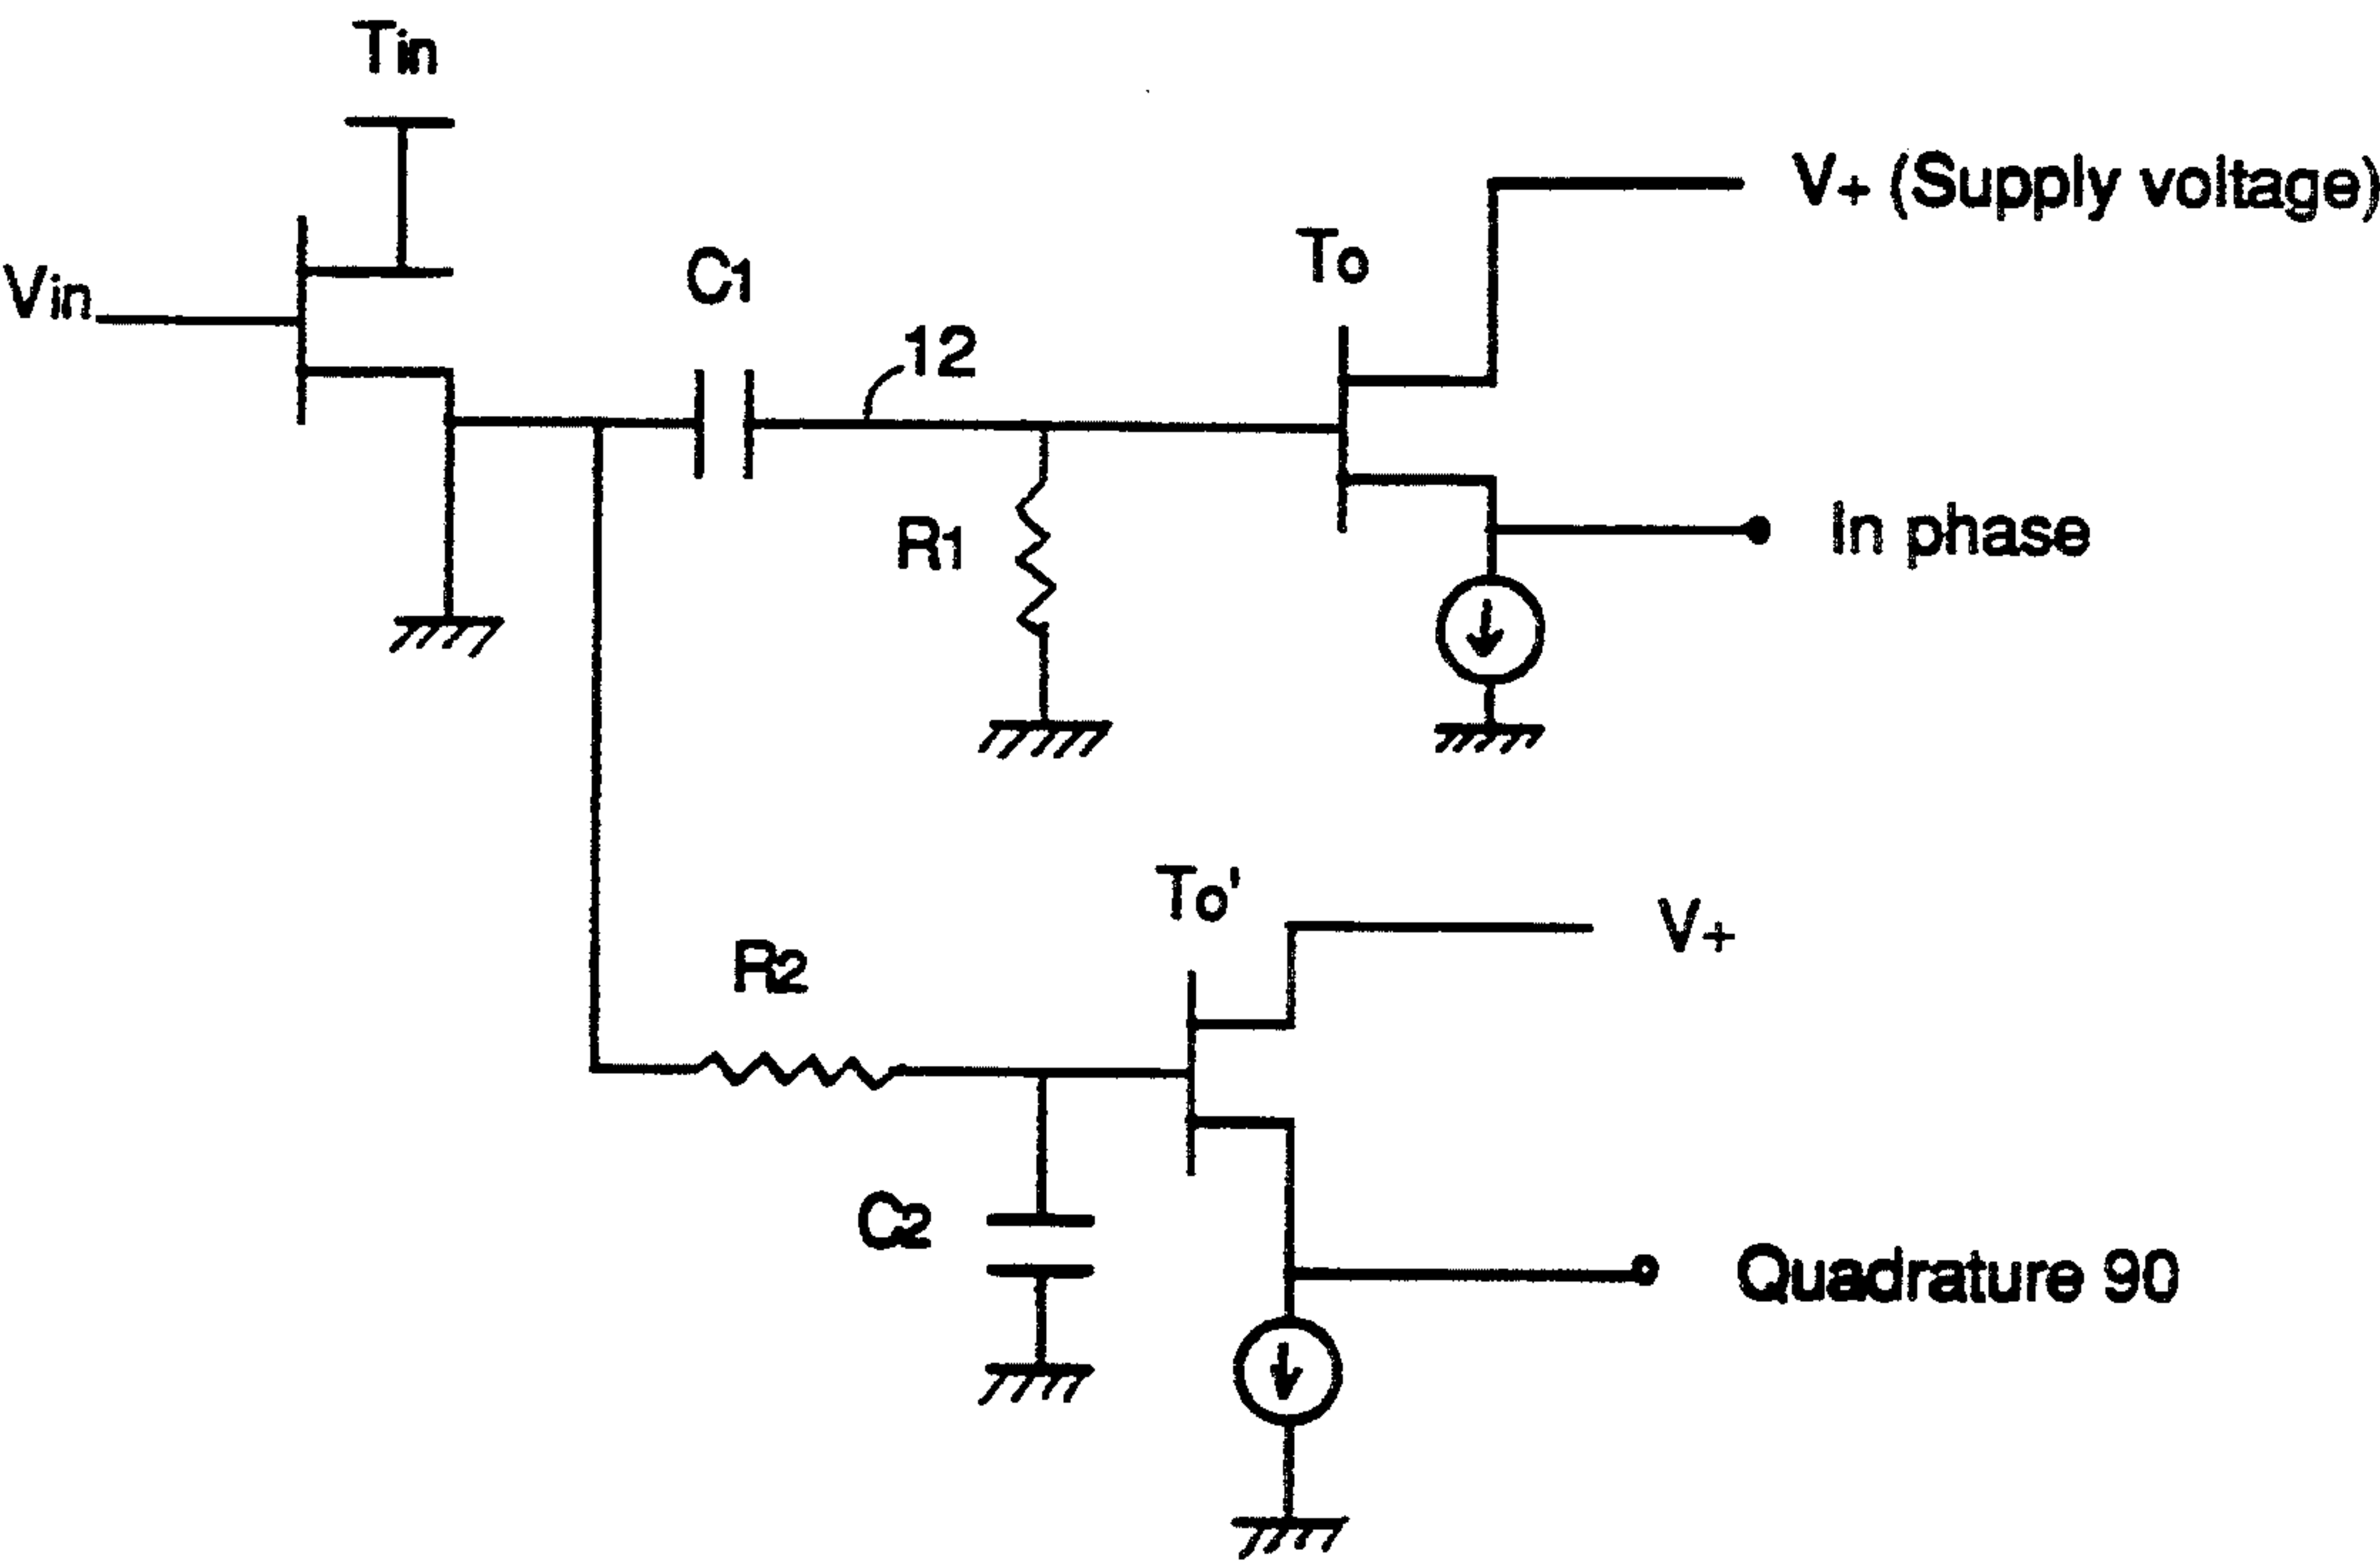 Tin
V+ (Supply voltage)
To
C1
Vin
12
In phase
R1
To'
V+
R2
C2
Quadrature 90